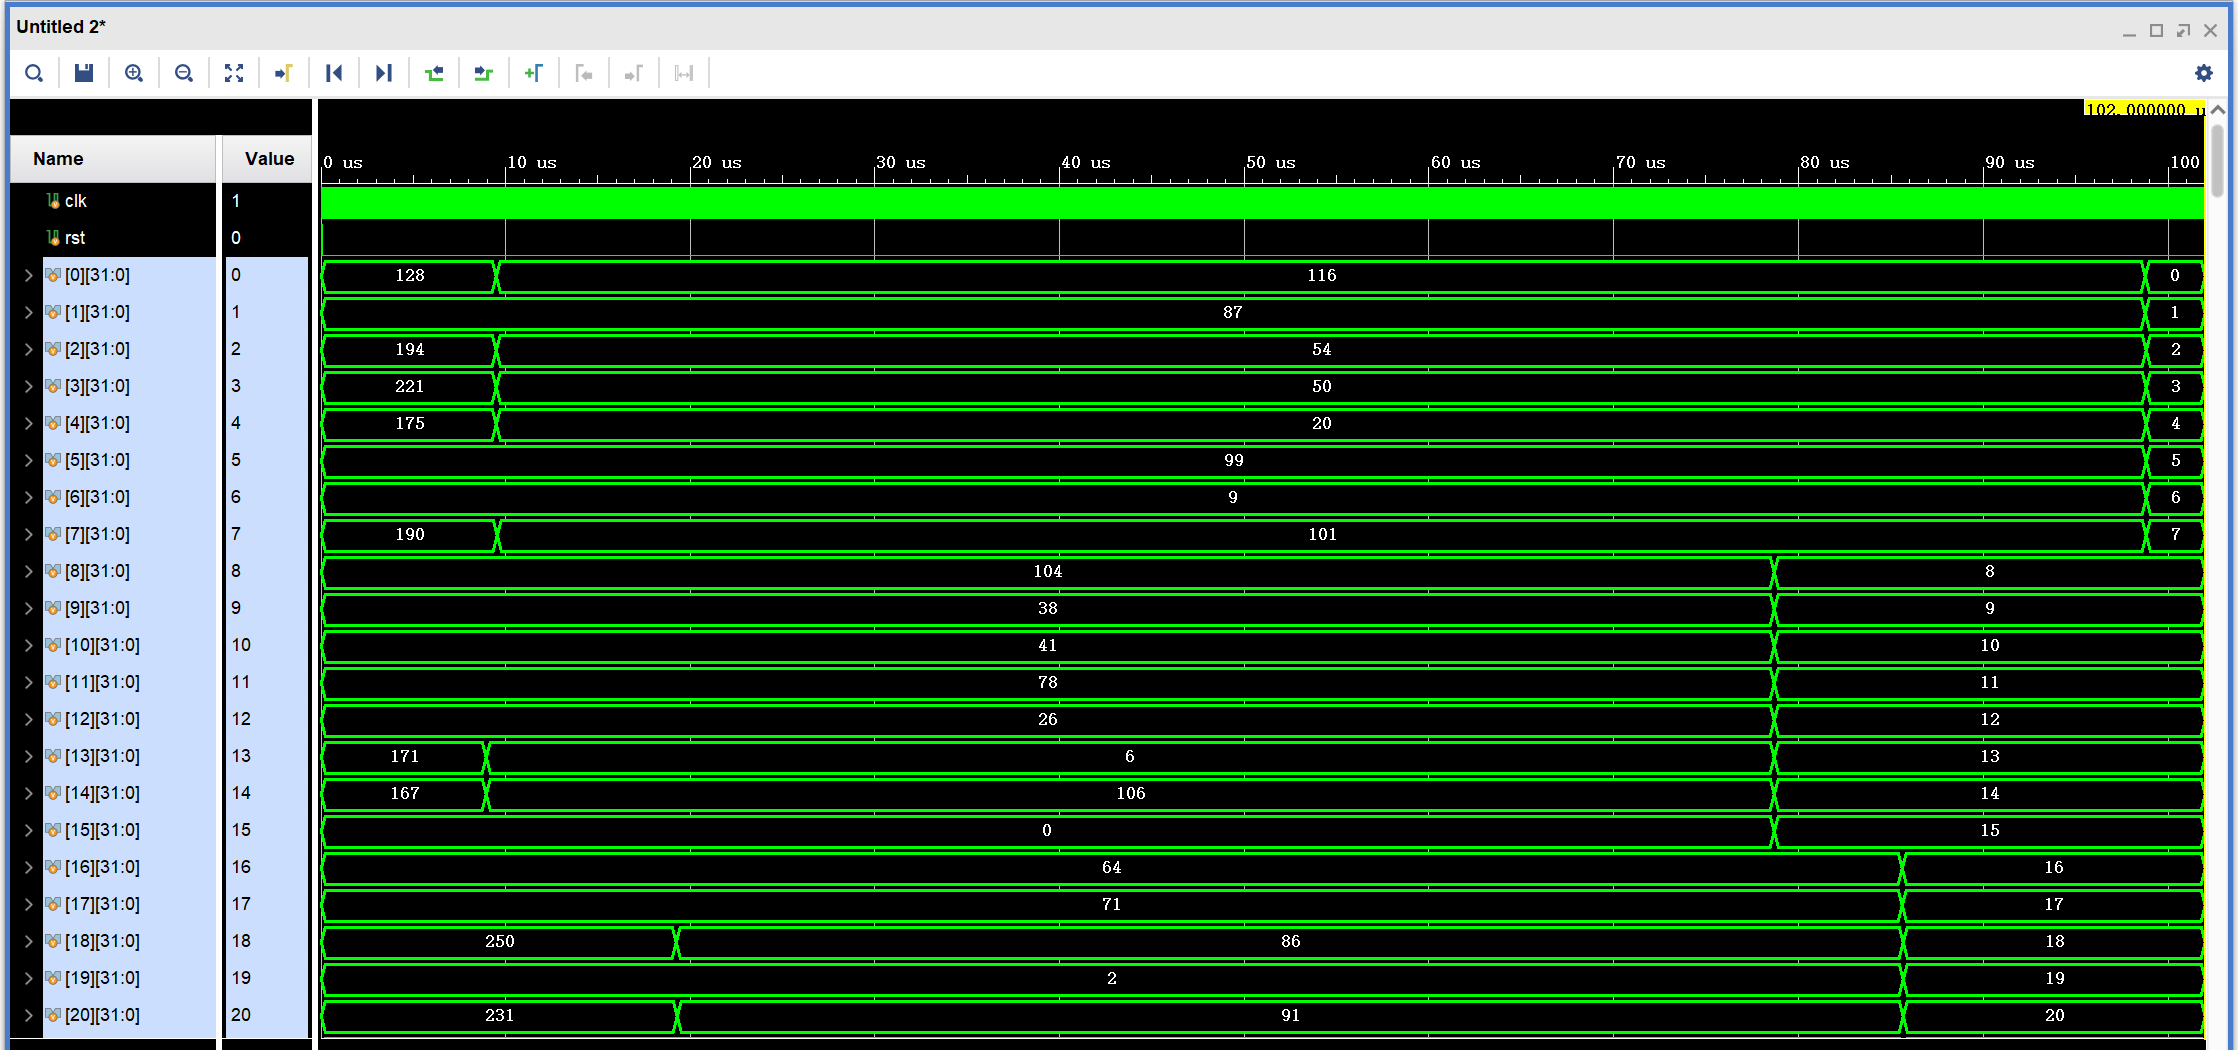 Untitled 2*
102.000000 u
Name Value 0 us 10 us 20 us 30 us 40 us 50 us 60 us 70 us 80 us 90 us 100
clk 1
rst 0
[0][31:0] 0 128 116 0
[1][31:0] 1 87 1
[2][31:0] 2 194 54 2
[3][31:0] 3 221 50 3
[4][31:0] 4 175 20 4
[5][31:0] 5 99 5
[6][31:0] 6 9 6
[7][31:0] 7 190 101 7
[8][31:0] 8 104 8
[9][31:0] 9 38 9
[10][31:0] 10 41 10
[11][31:0] 11 78 11
[12][31:0] 12 26 12
[13][31:0] 13 171 6 13
[14][31:0] 14 167 106 14
[15][31:0] 15 0 15
[16][31:0] 16 64 16
[17][31:0] 17 71 17
[18][31:0] 18 250 86 18
[19][31:0] 19 2 19
[20][31:0] 20 231 91 20